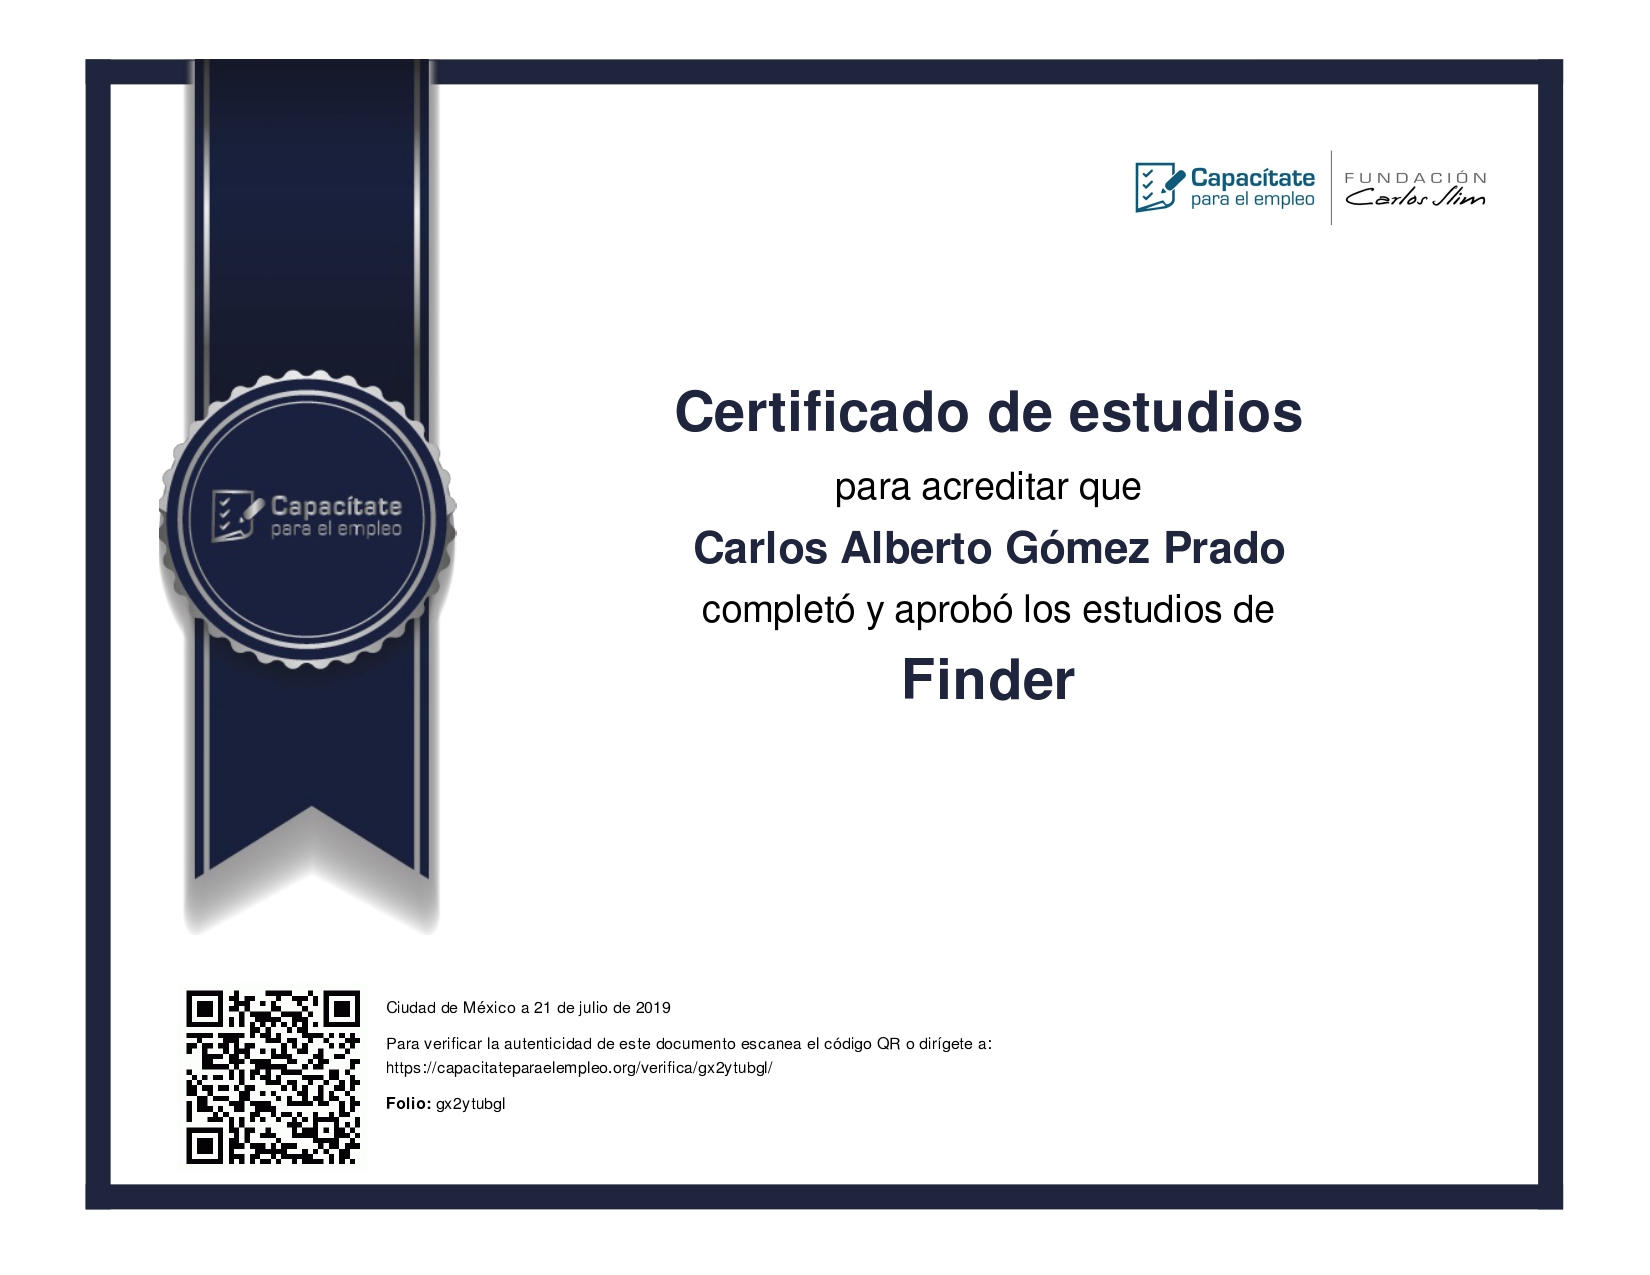 Capacítate
para el empleo
FUNDACIÓN
Carlos Slim
Certificado de estudios
para acreditar que
Carlos Alberto Gómez Prado
completó y aprobó los estudios de
Finder
Capacítate
para el empleo
Ciudad de México a 21 de julio de 2019
Para verificar la autenticidad de este documento escanea el código QR o dirígete a:
https://capacitateparaelempleo.org/verifica/gx2ytubgl/
Folio: gx2ytubgl